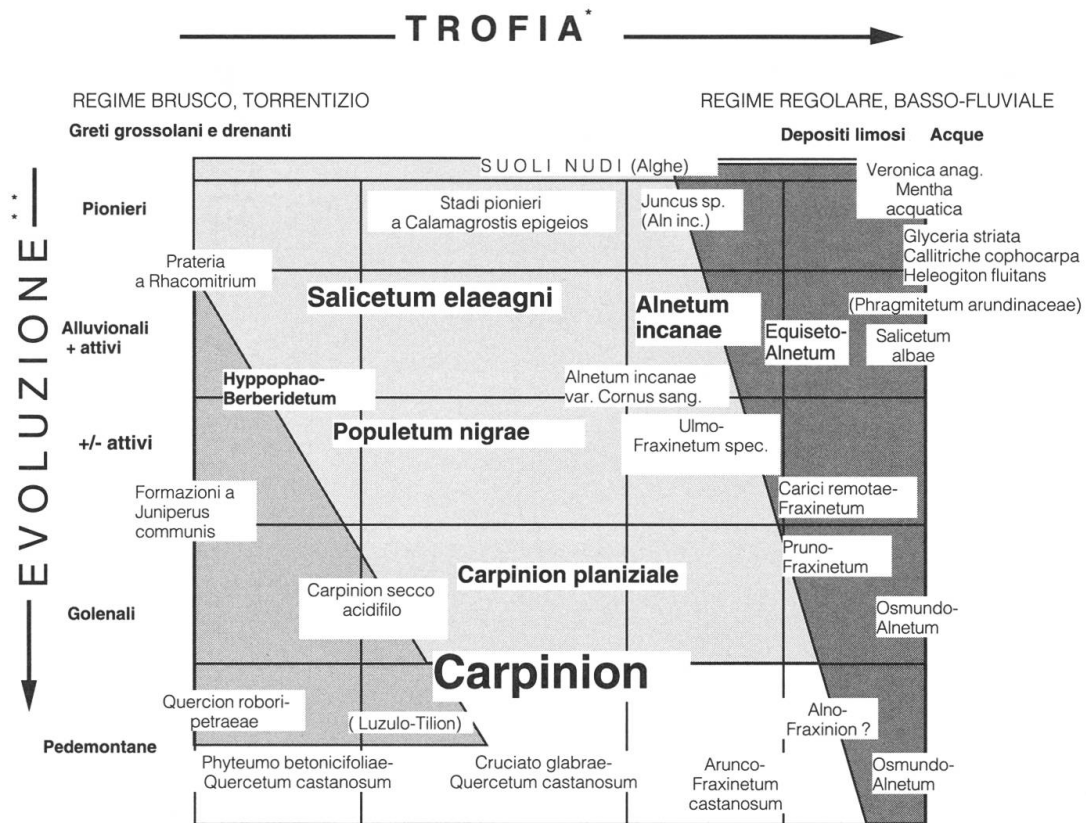 TROFIA*
REGIME BRUSCO, TORRENTIZIO
REGIME REGOLARE, BASSO-FLUVIALE
Greti grossolani e drenanti
Depositi limosi
Acque
EVOLUZIONE**
SUOLI NUDI (Alghe)
Pionieri
Stadi pionieri
a Calamagrostis epigeios
Juncus sp.
(Aln inc.)
Veronica anag.
Mentha
acquatica
Glyceria striata
Callitriche cophocarpa
Heleogiton fluitans
Prateria
a Rhacomitrium
Salicetum elaeagni
Alnetum
incanae
(Phragmitetum arundinaceae)
Alluvionali
+ attivi
Equiseto-
Alnetum
Salicetum
albae
Hyppophao-
Berberidetum
Alnetum incanae
var. Cornus sang.
+/- attivi
Populetum nigrae
Ulmo-
Fraxinetum spec.
Formazioni a
Juniperus
communis
Carici remotae-
Fraxinetum
Pruno-
Fraxinetum
Carpinion planiziale
Carpinion secco
acidifilo
Golenali
Osmundo-
Alnetum
Carpinion
Quercion robori-
petraeae
(Luzulo-Tilion)
Alno-
Fraxinion ?
Pedemontane
Phyteumo betonicifoliae-
Quercetum castanosum
Cruciato glabrae-
Quercetum castanosum
Arunco-
Fraxinetum
castanosum
Osmundo-
Alnetum